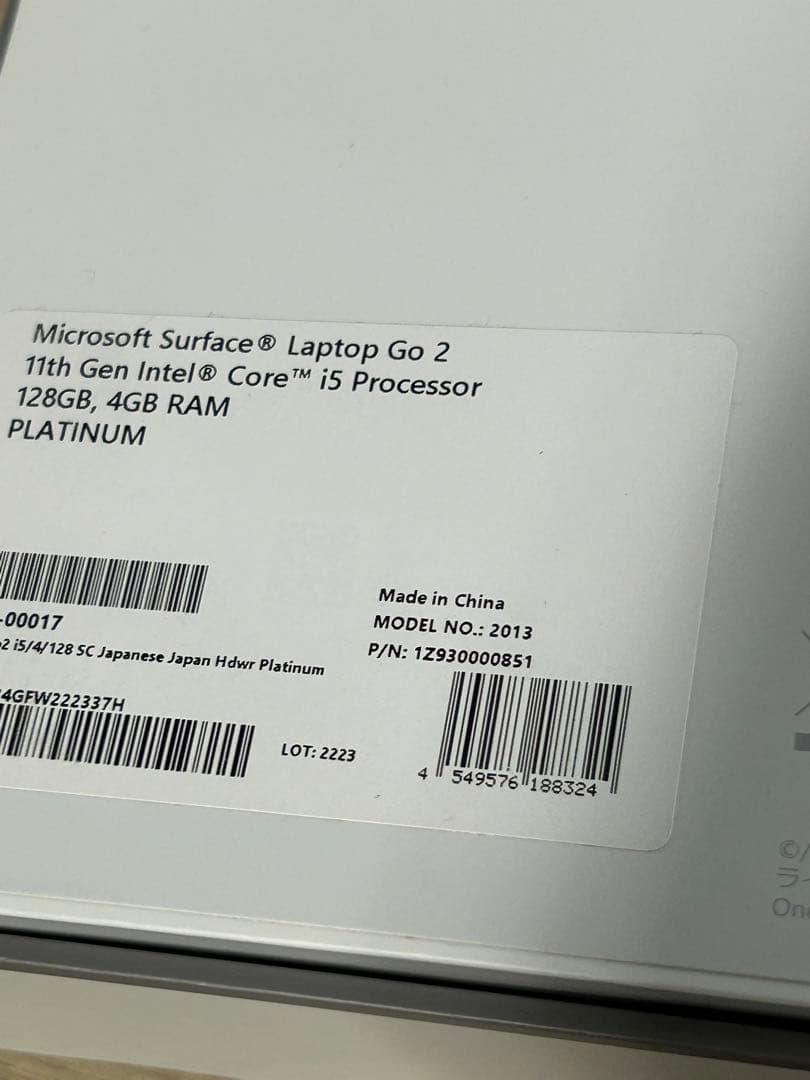 Microsoft Surface® Laptop Go 2
11th Gen Intel® Core™ i5 Processor
128GB, 4GB RAM
PLATINUM
-00017
2 i5/4/128 SC Japanese Japan Hdwr Platinum
4GFW222337H
LOT: 2223
Made in China
MODEL NO.: 2013
P/N: 1Z930000851
4 549576 188324
©
ラ
On